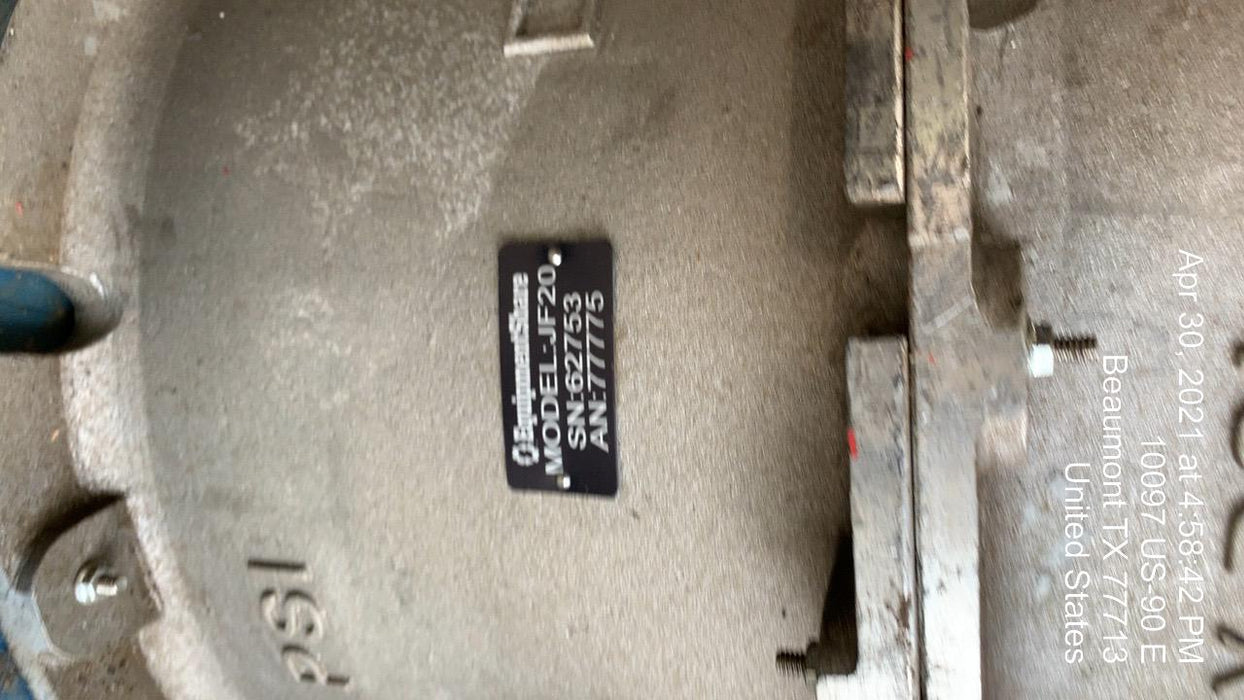 EquipmentShare
MODEL:JF20
SN:62753
AN:77775
PSI
Apr 30, 2021 at 4:58:42 PM
10097 US-90 E
Beaumont TX 77713
United States